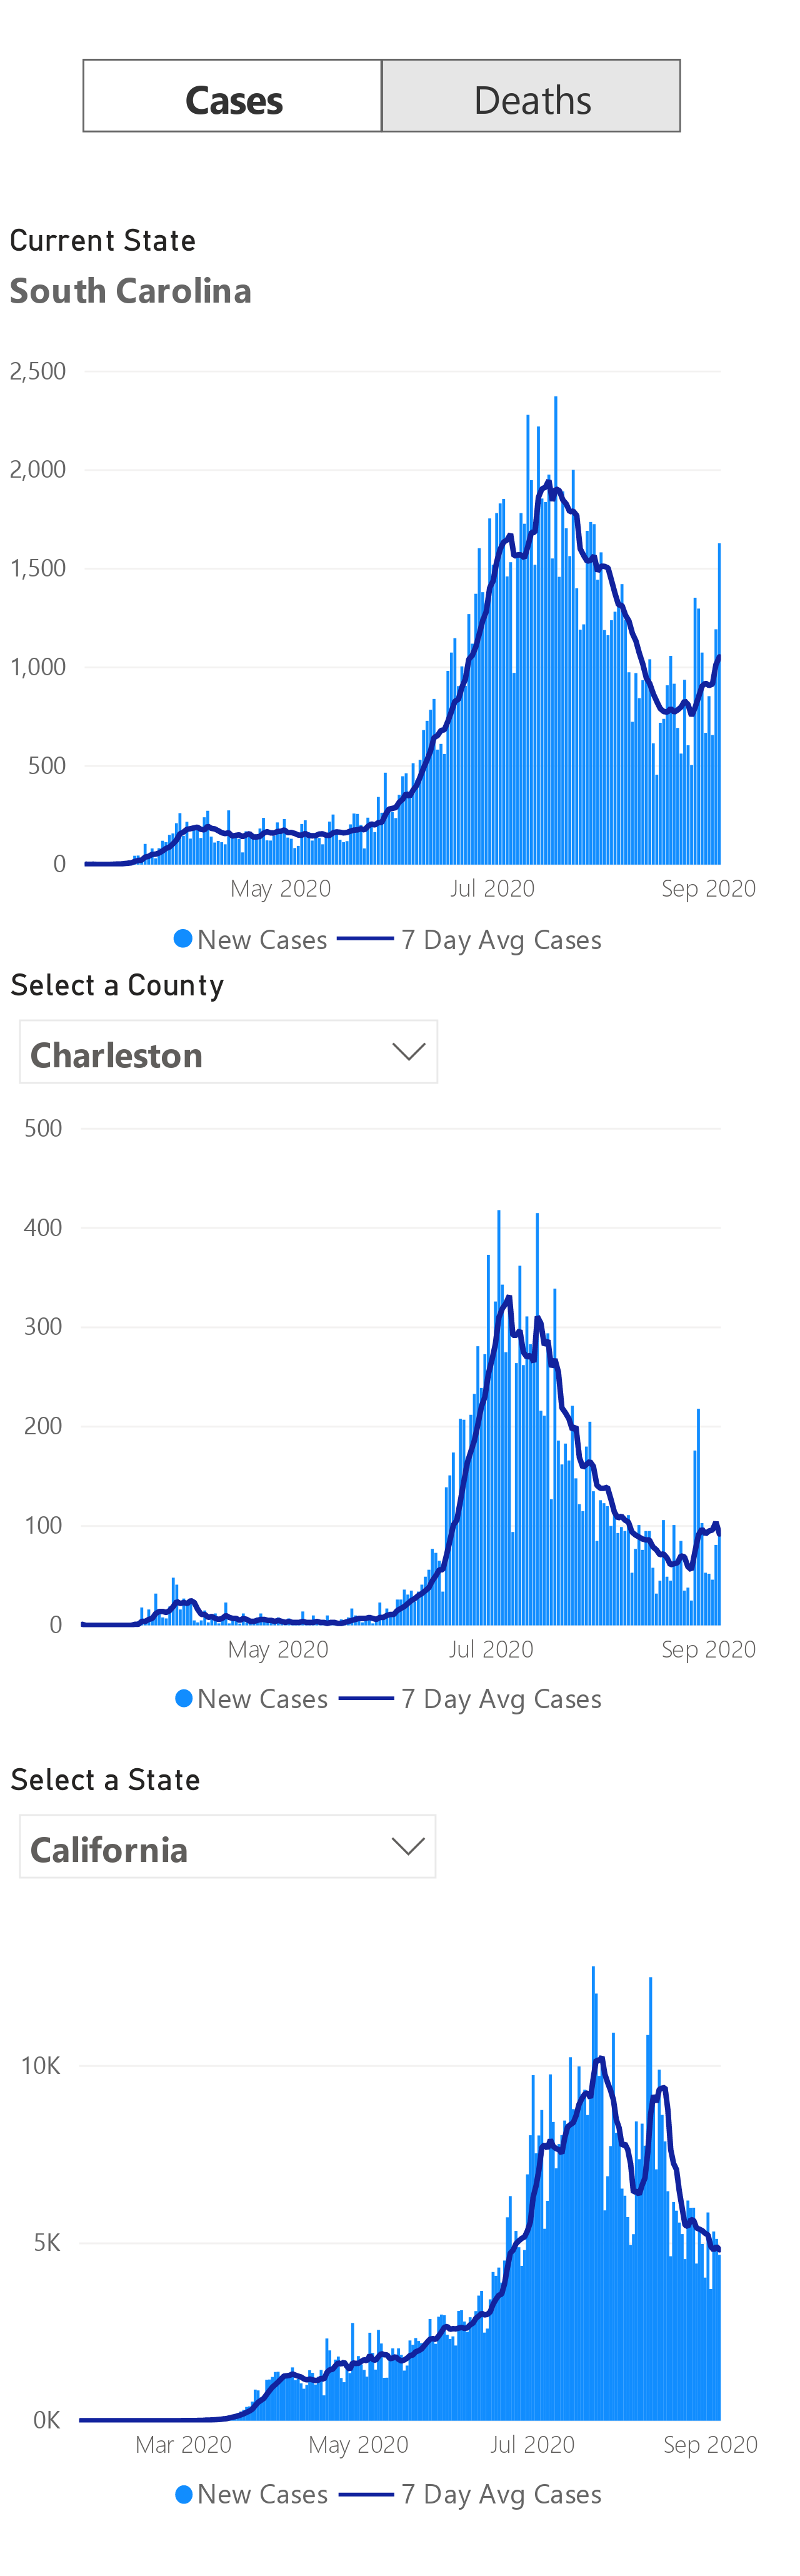 Cases Deaths
Current State
South Carolina
2,500
2,000
1,500
1,000
500
0
May 2020 Jul 2020 Sep 2020
New Cases 7 Day Avg Cases
Select a County
Charleston
500
400
300
200
100
0
May 2020 Jul 2020 Sep 2020
New Cases 7 Day Avg Cases
Select a State
California
10K
5K
0K
Mar 2020 May 2020 Jul 2020 Sep 2020
New Cases 7 Day Avg Cases